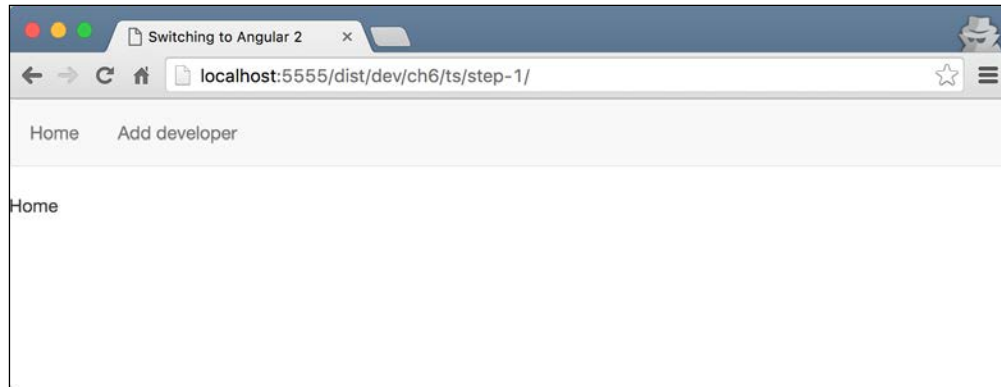 Switching to Angular 2
localhost:5555/dist/dev/ch6/ts/step-1/
Home Add developer
Home